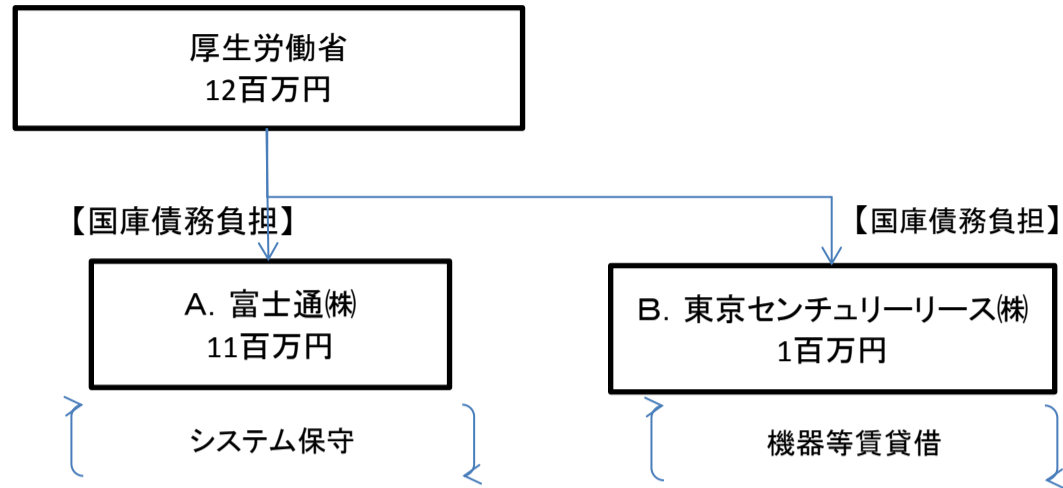 厚生労働省
12百万円
【国庫債務負担】
【国庫債務負担】
A. 富士通㈱
11百万円
B. 東京センチュリーリース㈱
1百万円
システム保守
機器等賃貸借